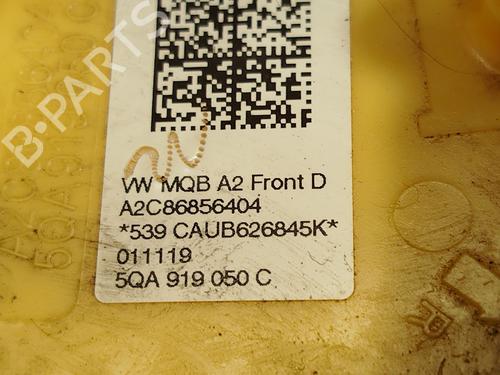 B-PARTS
VW MQB A2 Front D
A2C86856404
*539 CAUB626845K*
011119
5QA 919 050 C